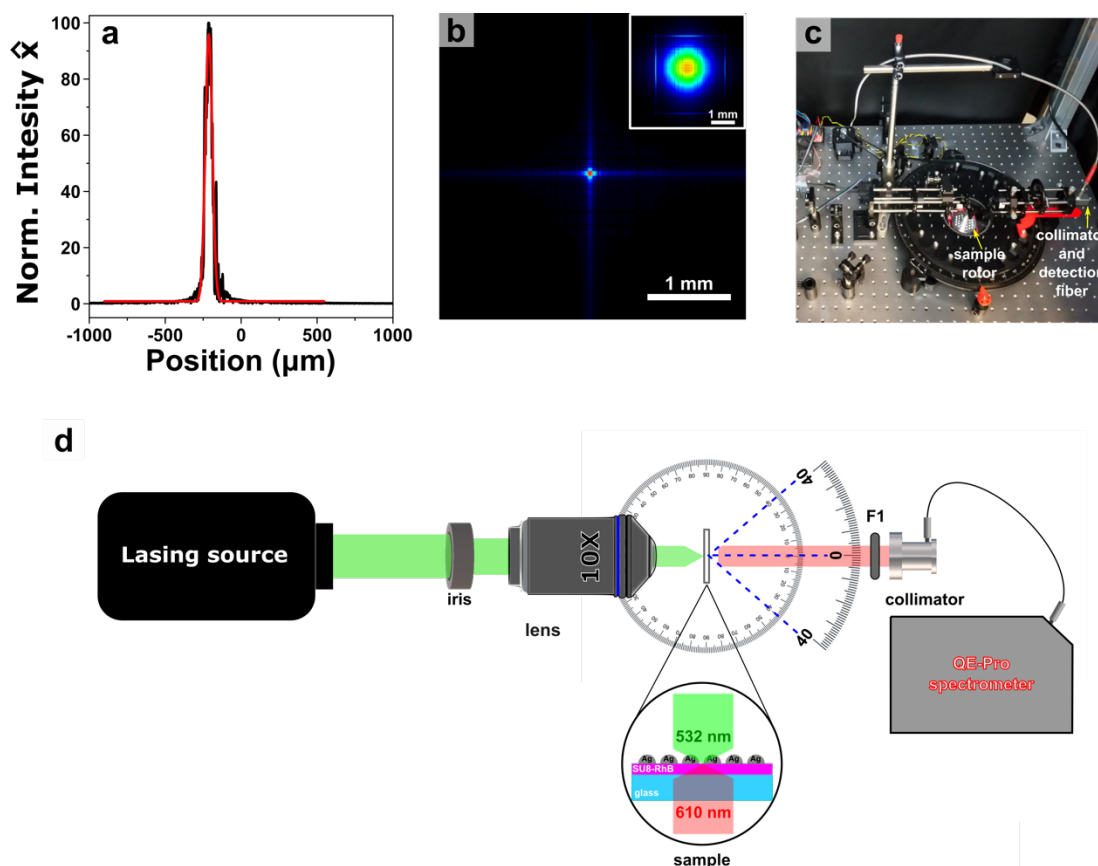 a
Norm. Intesity x̂
100
80
60
40
20
0
-1000
-500
0
500
1000
Position (µm)
b
1 mm
1 mm
c
sample
rotor
collimator
and
detection
fiber
d
Lasing source
iris
lens
10X
40
0
40
F1
collimator
QE-Pro
spectrometer
532 nm
Ag Ag Ag Ag Ag Ag
SU8-RhB
glass
610 nm
sample